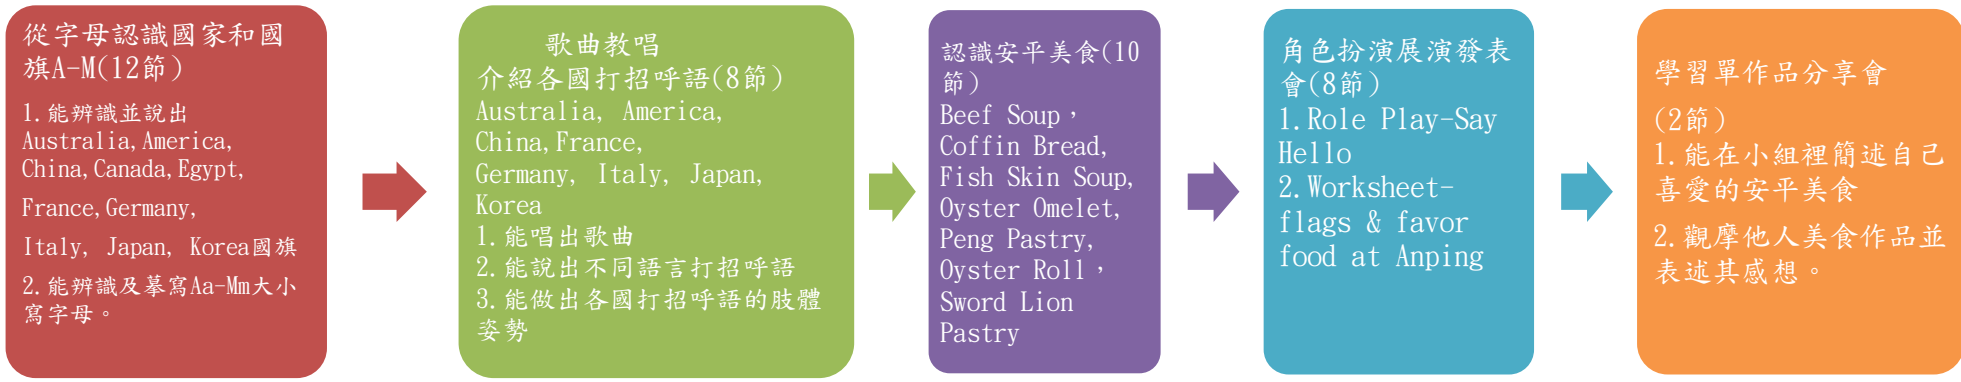 從字母認識國家和國
旗A-M(12節)
1.能辨識並說出
Australia,America,
China,Canada,Egypt,
France,Germany,
Italy, Japan, Korea國旗
2.能辨識及摹寫Aa-Mm大小
寫字母。
歌曲教唱
介紹各國打招呼語(8節)
Australia, America,
China,France,
Germany, Italy, Japan,
Korea
1.能唱出歌曲
2.能說出不同語言打招呼語
3.能做出各國打招呼語的肢體
姿勢
認識安平美食(10
節)
Beef Soup，
Coffin Bread,
Fish Skin Soup,
Oyster Omelet,
Peng Pastry,
Oyster Roll，
Sword Lion
Pastry
角色扮演展演發表
會(8節)
1.Role Play-Say
Hello
2.Worksheet-
flags & favor
food at Anping
學習單作品分享會
(2節)
1.能在小組裡簡述自己
喜愛的安平美食
2.觀摩他人美食作品並
表述其感想。